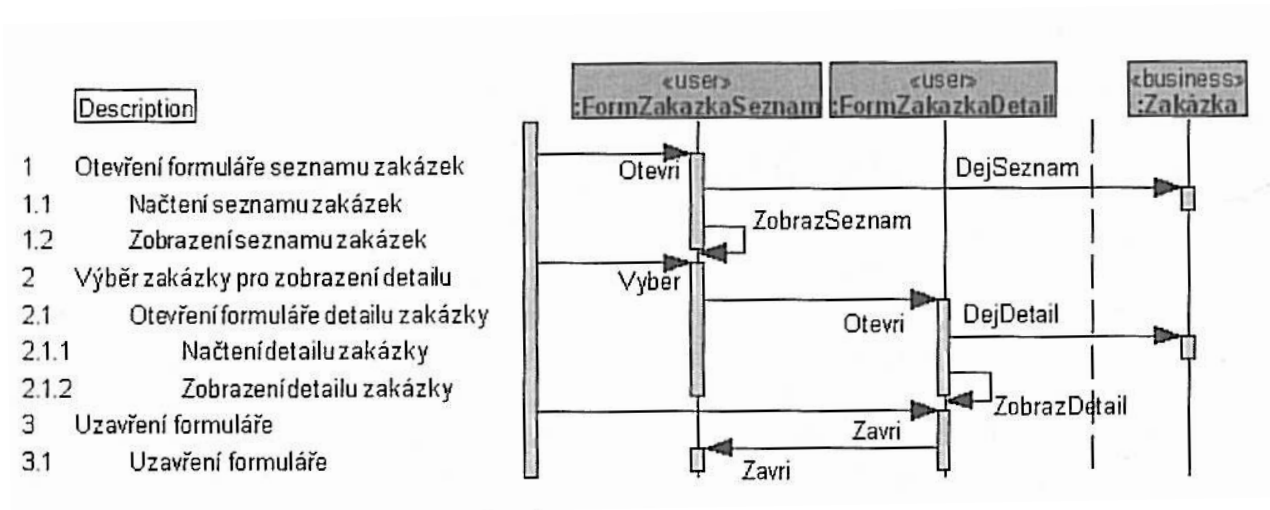 «user»
:FormZakazkaSeznam
«user»
:FormZakazkaDetail
«business»
:Zakázka
Description
1 Otevření formuláře seznamu zakázek
1.1 Načtení seznamu zakázek
1.2 Zobrazení seznamu zakázek
2 Výběr zakázky pro zobrazení detailu
2.1 Otevření formuláře detailu zakázky
2.1.1 Načtení detailu zakázky
2.1.2 Zobrazení detailu zakázky
3 Uzavření formuláře
3.1 Uzavření formuláře
Otevri
DejSeznam
ZobrazSeznam
Vyber
Otevri
DejDetail
ZobrazDetail
Zavri
Zavri